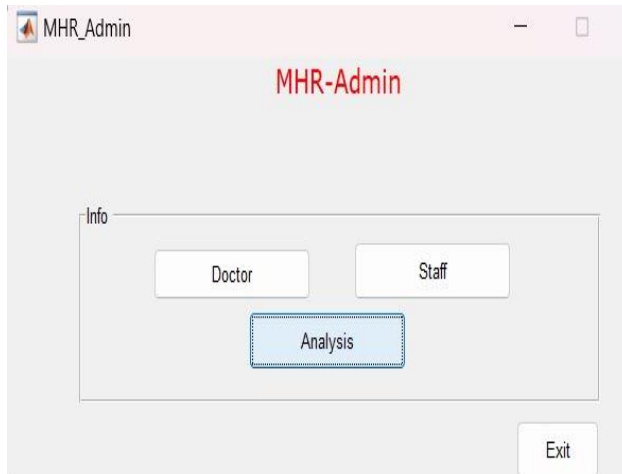 MHR_Admin
MHR-Admin
Info
Doctor Staff
Analysis
Exit